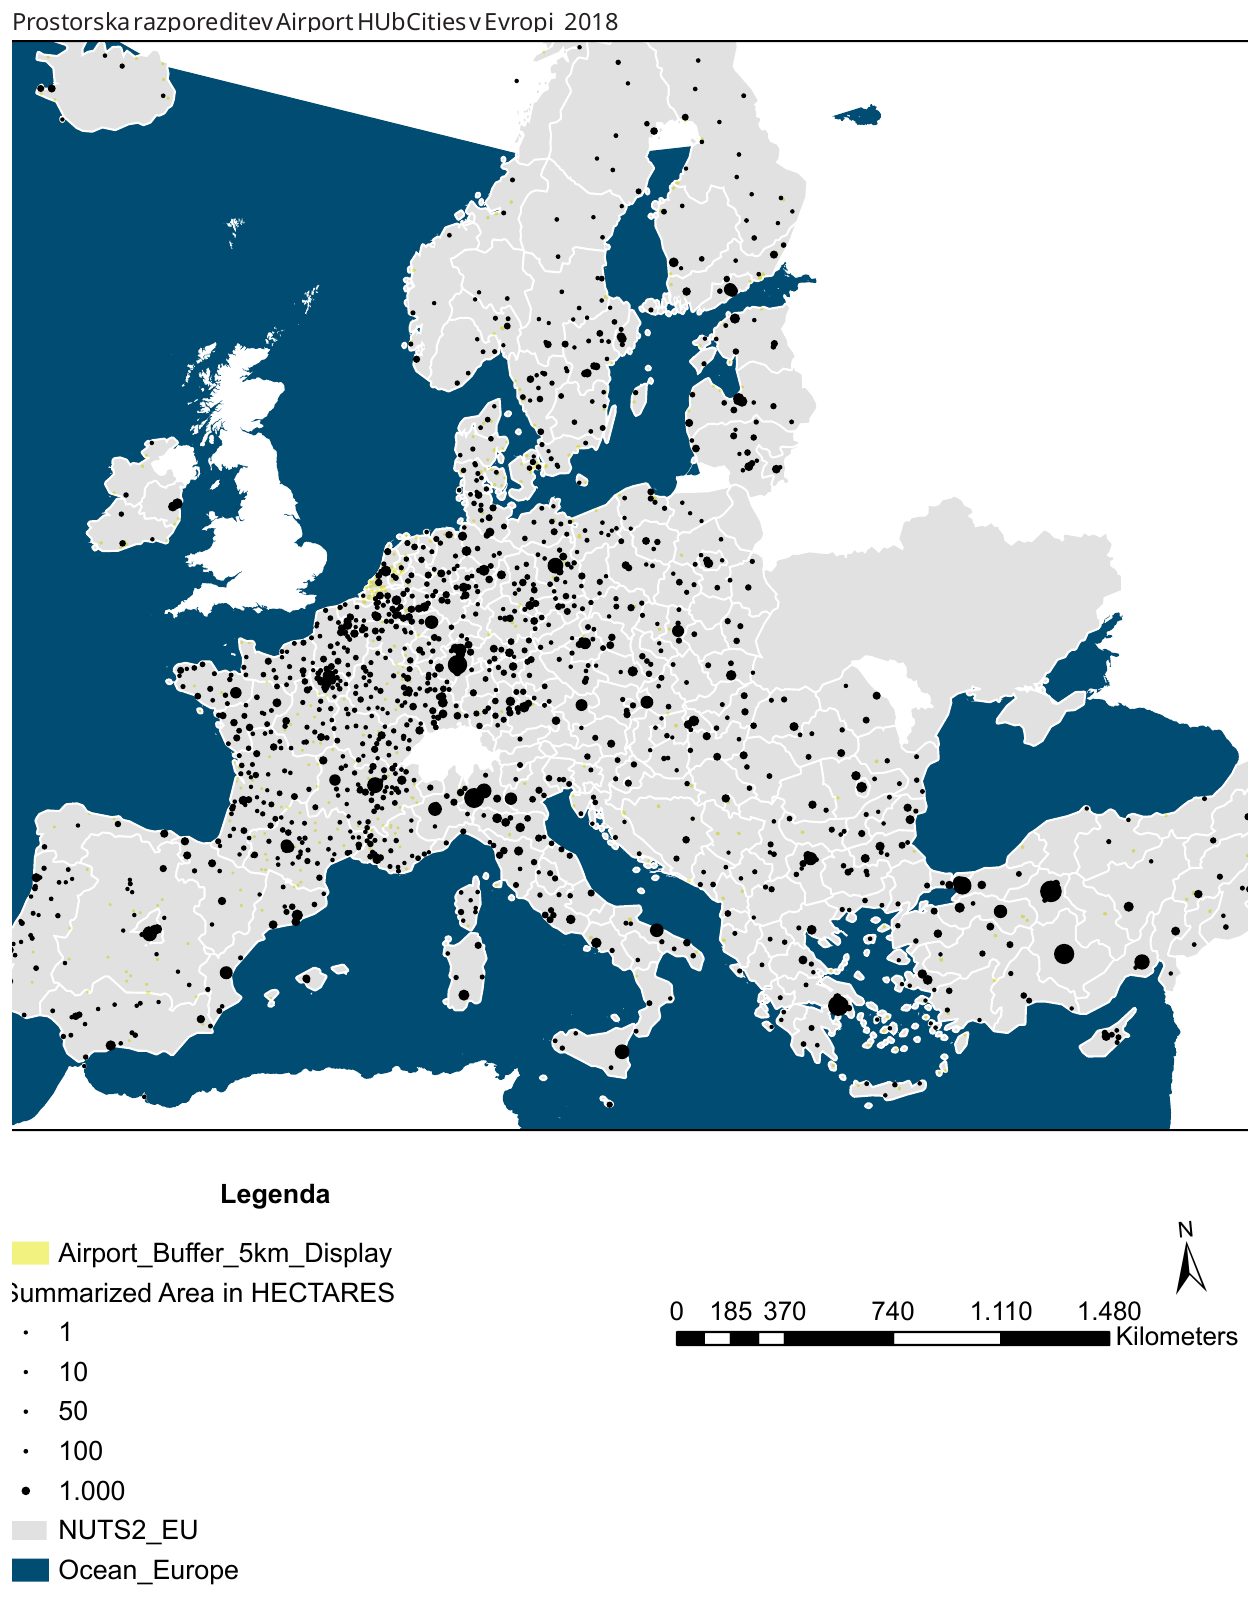 Prostorska razporeditev Airport HUbCities v Evropi 2018
Legenda
Airport_Buffer_5km_Display
Summarized Area in HECTARES
1
10
50
100
1.000
NUTS2_EU
Ocean_Europe
N
0 185 370 740 1.110 1.480
Kilometers